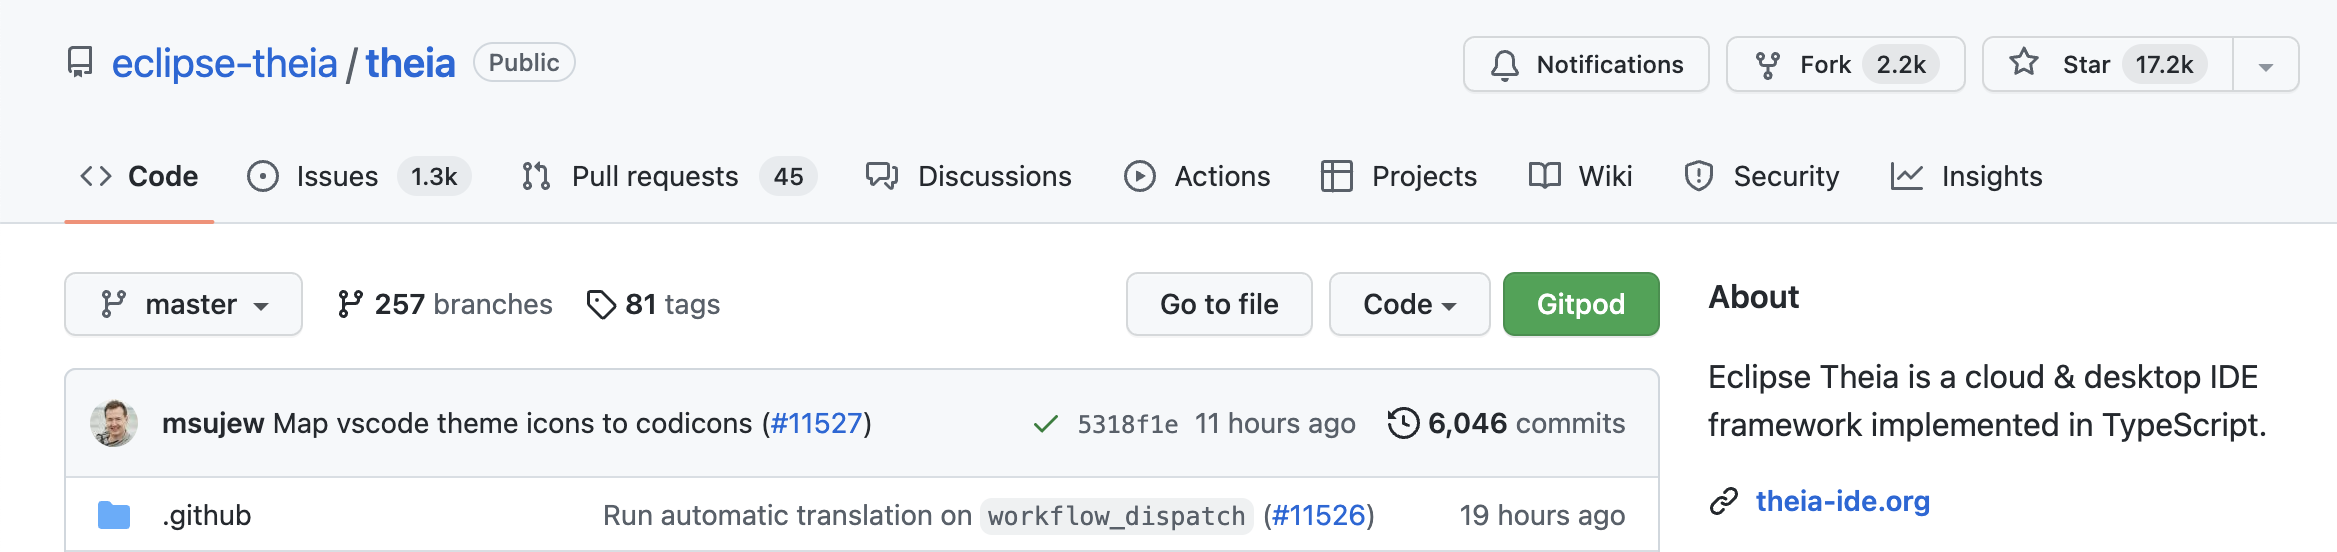 eclipse-theia / theia Public Notifications Fork 2.2k Star 17.2k
Code Issues 1.3k Pull requests 45 Discussions Actions Projects Wiki Security Insights
master 257 branches 81 tags Go to file Code Gitpod
msujew Map vscode theme icons to codicons (#11527) 5318f1e 11 hours ago 6,046 commits
.github Run automatic translation on workflow_dispatch (#11526) 19 hours ago
About
Eclipse Theia is a cloud & desktop IDE
framework implemented in TypeScript.
theia-ide.org